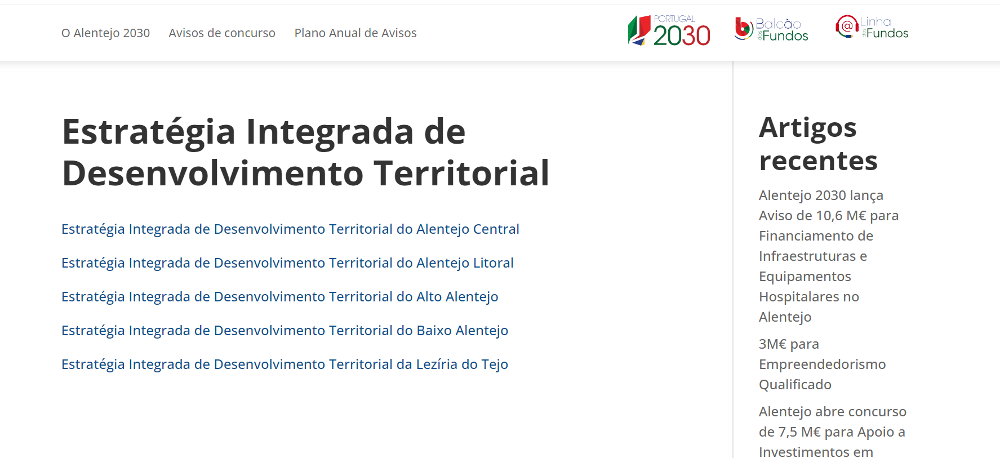 O Alentejo 2030 Avisos de concurso Plano Anual de Avisos
PORTUGAL
2030
Balcão
dos Fundos
Linha
dos Fundos
Estratégia Integrada de
Desenvolvimento Territorial
Estratégia Integrada de Desenvolvimento Territorial do Alentejo Central
Estratégia Integrada de Desenvolvimento Territorial do Alentejo Litoral
Estratégia Integrada de Desenvolvimento Territorial do Alto Alentejo
Estratégia Integrada de Desenvolvimento Territorial do Baixo Alentejo
Estratégia Integrada de Desenvolvimento Territorial da Lezíria do Tejo
Artigos
recentes
Alentejo 2030 lança
Aviso de 10,6 M€ para
Financiamento de
Infraestruturas e
Equipamentos
Hospitalares no
Alentejo
3M€ para
Empreendedorismo
Qualificado
Alentejo abre concurso
de 7,5 M€ para Apoio a
Investimentos em